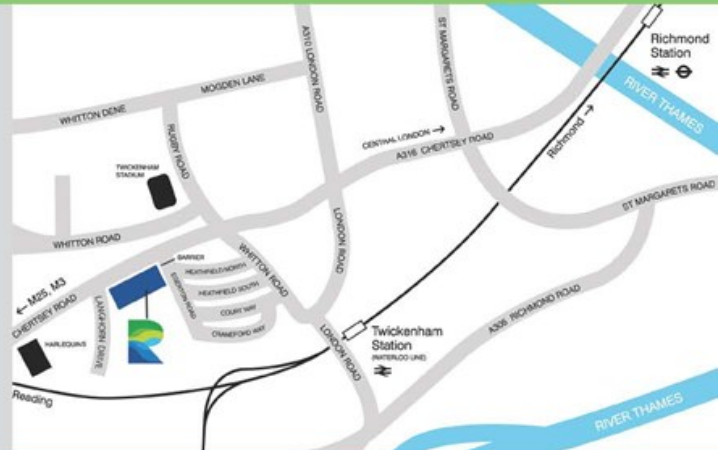 Richmond
Station
RIVER THAMES
ST MARGARETS ROAD
A310 LONDON ROAD
MOGDEN LANE
WHITTON DENE
RUGBY ROAD
CENTRAL LONDON →
A316 CHERTSEY ROAD
Richmond →
TWICKENHAM
STADIUM
ST MARGARETS ROAD
WHITTON ROAD
LONDON ROAD
WHITTON ROAD
BARRIER
HEATHFIELD NORTH
HEATHFIELD SOUTH
COURT WAY
CRANEFORD WAY
EGERTON ROAD
← M25, M3
CHERTSEY ROAD
LANGHORN DRIVE
HARLEQUINS
R
A305 RICHMOND ROAD
LONDON ROAD
Twickenham
Station
(WATERLOO LINE)
Reading
RIVER THAMES